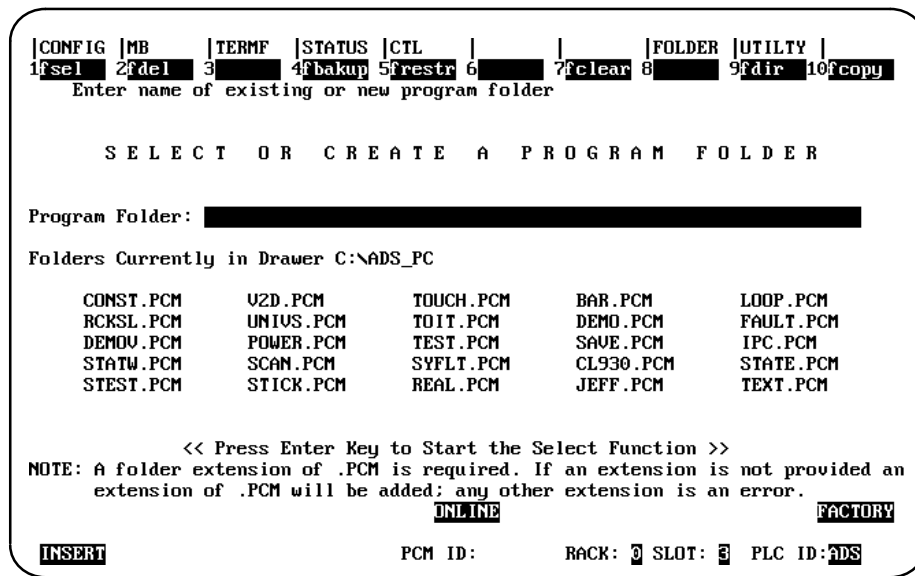 |CONFIG |MB |TERMF |STATUS |CTL | | |FOLDER |UTILTY |
1fsel 2fdel 3 4fbakup 5frestr 6 7fclear 8 9fdir 10fcopy
Enter name of existing or new program folder
S E L E C T O R C R E A T E A P R O G R A M F O L D E R
Program Folder:
Folders Currently in Drawer C:\ADS_PC
CONST.PCM V2D.PCM TOUCH.PCM BAR.PCM LOOP.PCM
RCKSL.PCM UNIVS.PCM TOIT.PCM DEMO.PCM FAULT.PCM
DEMOV.PCM POWER.PCM TEST.PCM SAVE.PCM IPC.PCM
STATW.PCM SCAN.PCM SYFLT.PCM CL930.PCM STATE.PCM
STEST.PCM STICK.PCM REAL.PCM JEFF.PCM TEXT.PCM
<< Press Enter Key to Start the Select Function >>
NOTE: A folder extension of .PCM is required. If an extension is not provided an
extension of .PCM will be added; any other extension is an error.
ONLINE FACTORY
INSERT PCM ID: RACK: 0 SLOT: 3 PLC ID:ADS